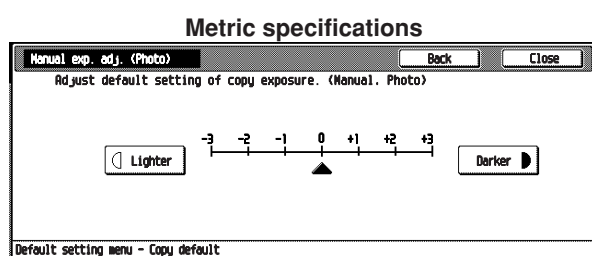 Metric specifications
Manual exp. adj. (Photo) Back Close
Adjust default setting of copy exposure. (Manual. Photo)
-3 -2 -1 0 +1 +2 +3
Lighter Darker
Default setting menu - Copy default